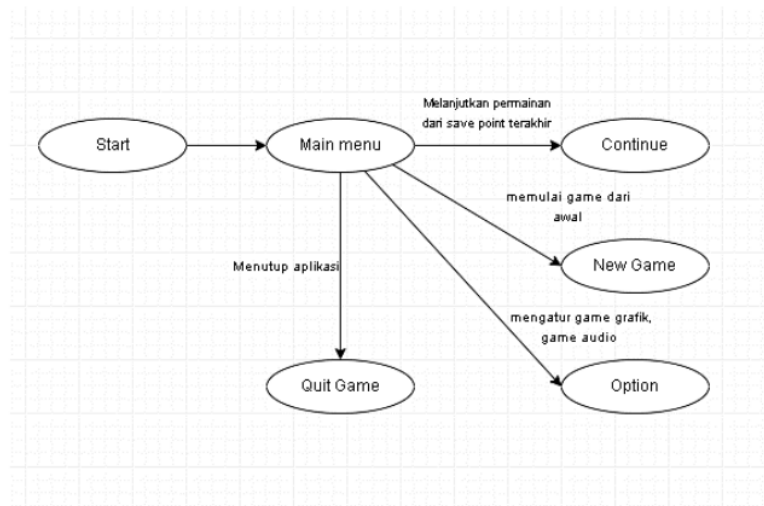 Start
Main menu
Melanjutkan permainan
dari save point terakhir
Continue
memulai game dari
awal
New Game
Menutup aplikasi
mengatur game grafik,
game audio
Quit Game
Option